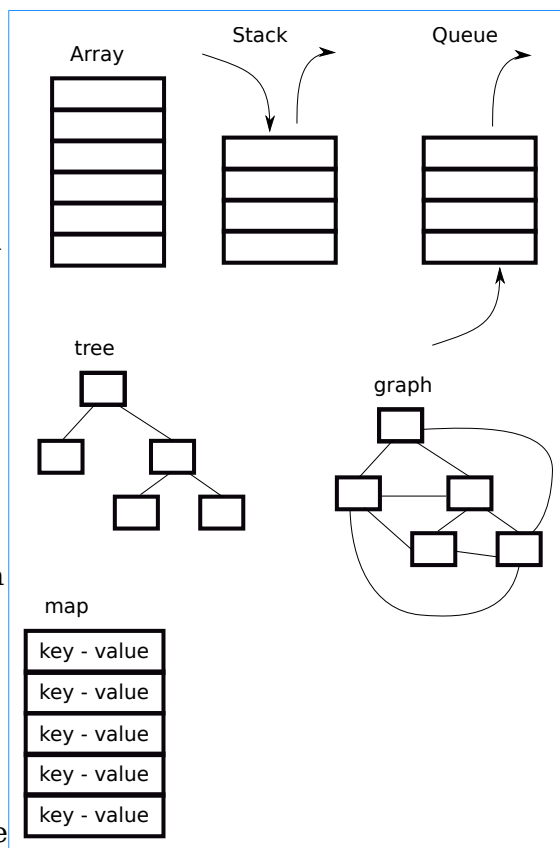 Array
Stack
Queue
tree
graph
map
key - value
key - value
key - value
key - value
key - value
e